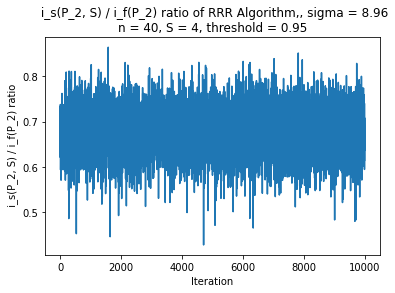 i_s(P_2, S) / i_f(P_2) ratio of RRR Algorithm,, sigma = 8.96
n = 40, S = 4, threshold = 0.95
i_s(P_2, S) / i_f(P_2) ratio
0.8
0.7
0.6
0.5
0
2000
4000
6000
8000
10000
Iteration